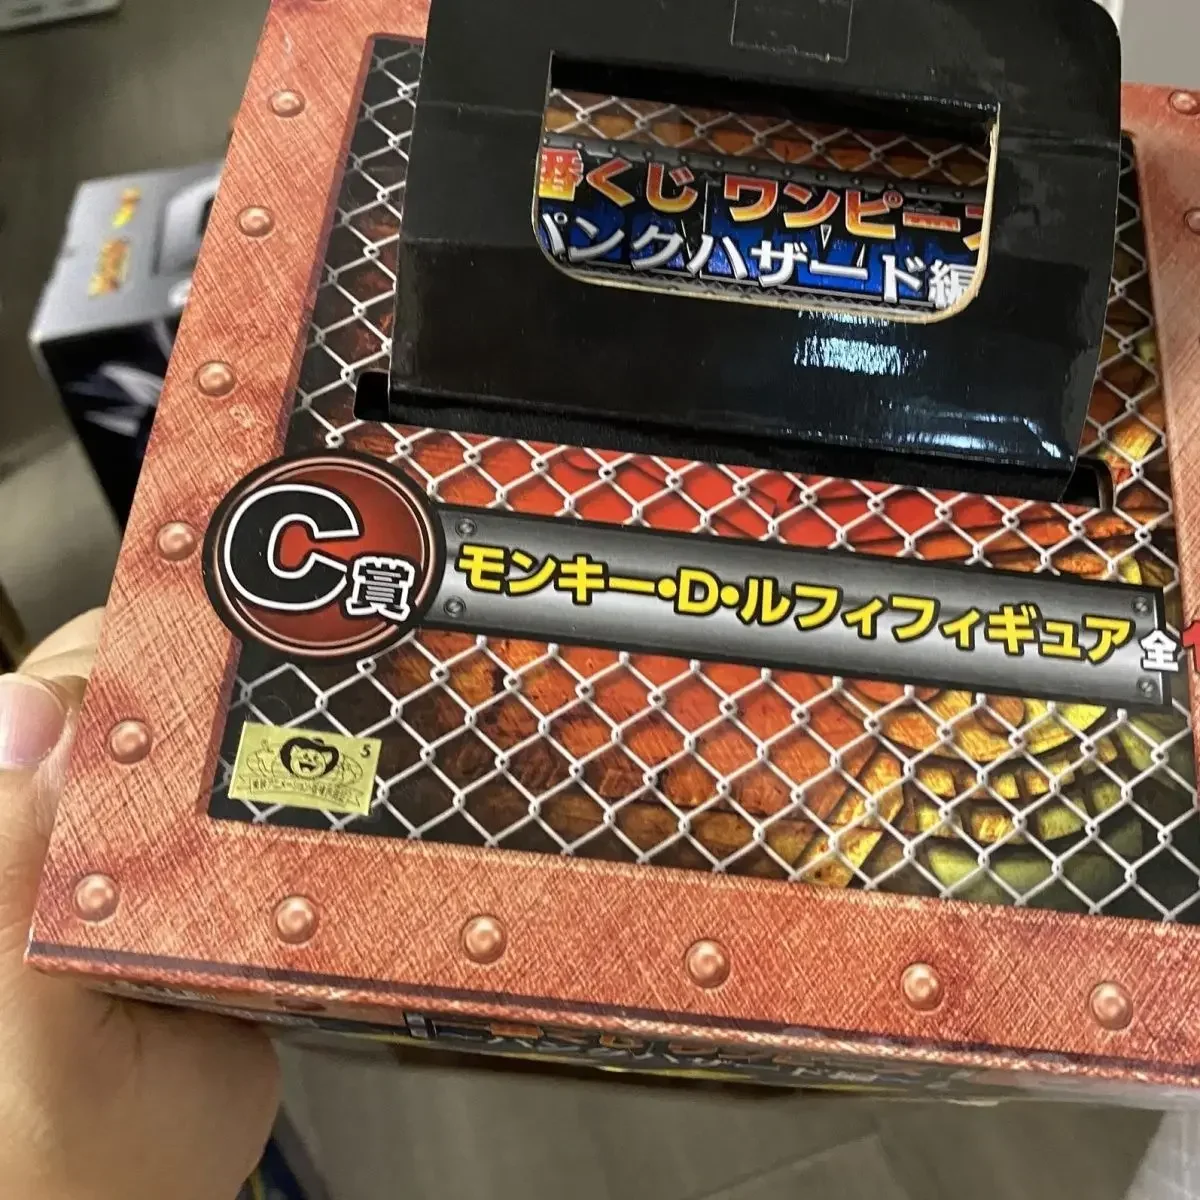 番くじ ワンピー
パンクハザード編
C賞
モンキー・D・ルフィフィギュア
全
5